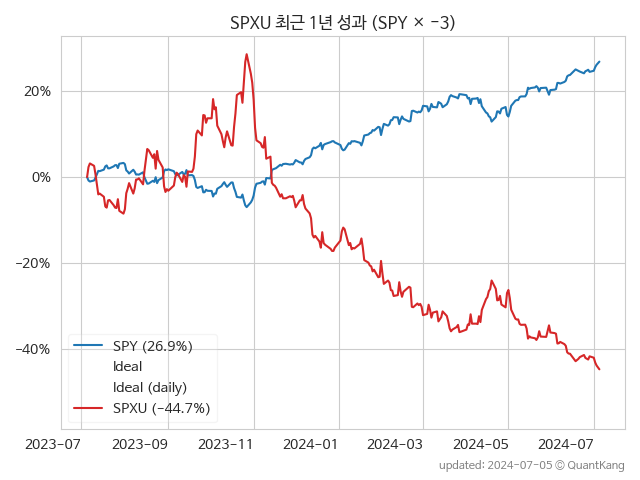 SPXU 최근 1년 성과 (SPY × −3)
20%
0%
−20%
−40%
SPY (26.9%)
Ideal
Ideal (daily)
SPXU (−44.7%)
2023−07
2023−09
2023−11
2024−01
2024−03
2024−05
2024−07
updated: 2024-07-05 © QuantKang